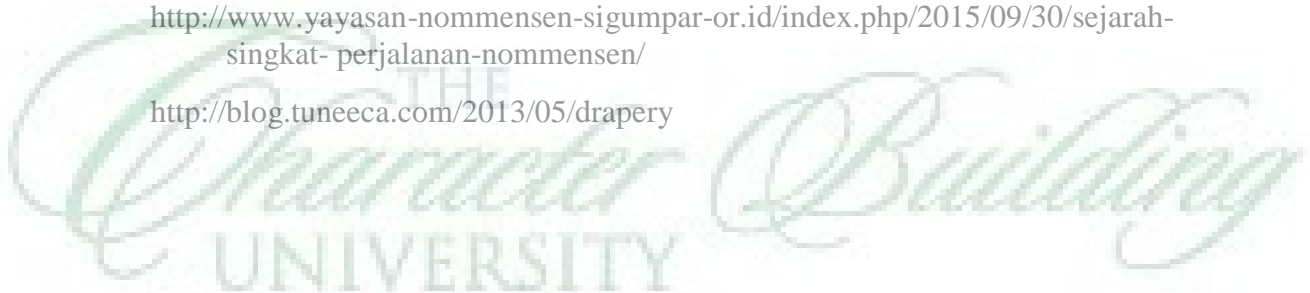 http://www.yayasan-nommensen-sigumpar-or.id/index.php/2015/09/30/sejarah-
singkat- perjalanan-nommensen/
http://blog.tuneeca.com/2013/05/drapery
THE
Character Building
UNIVERSITY